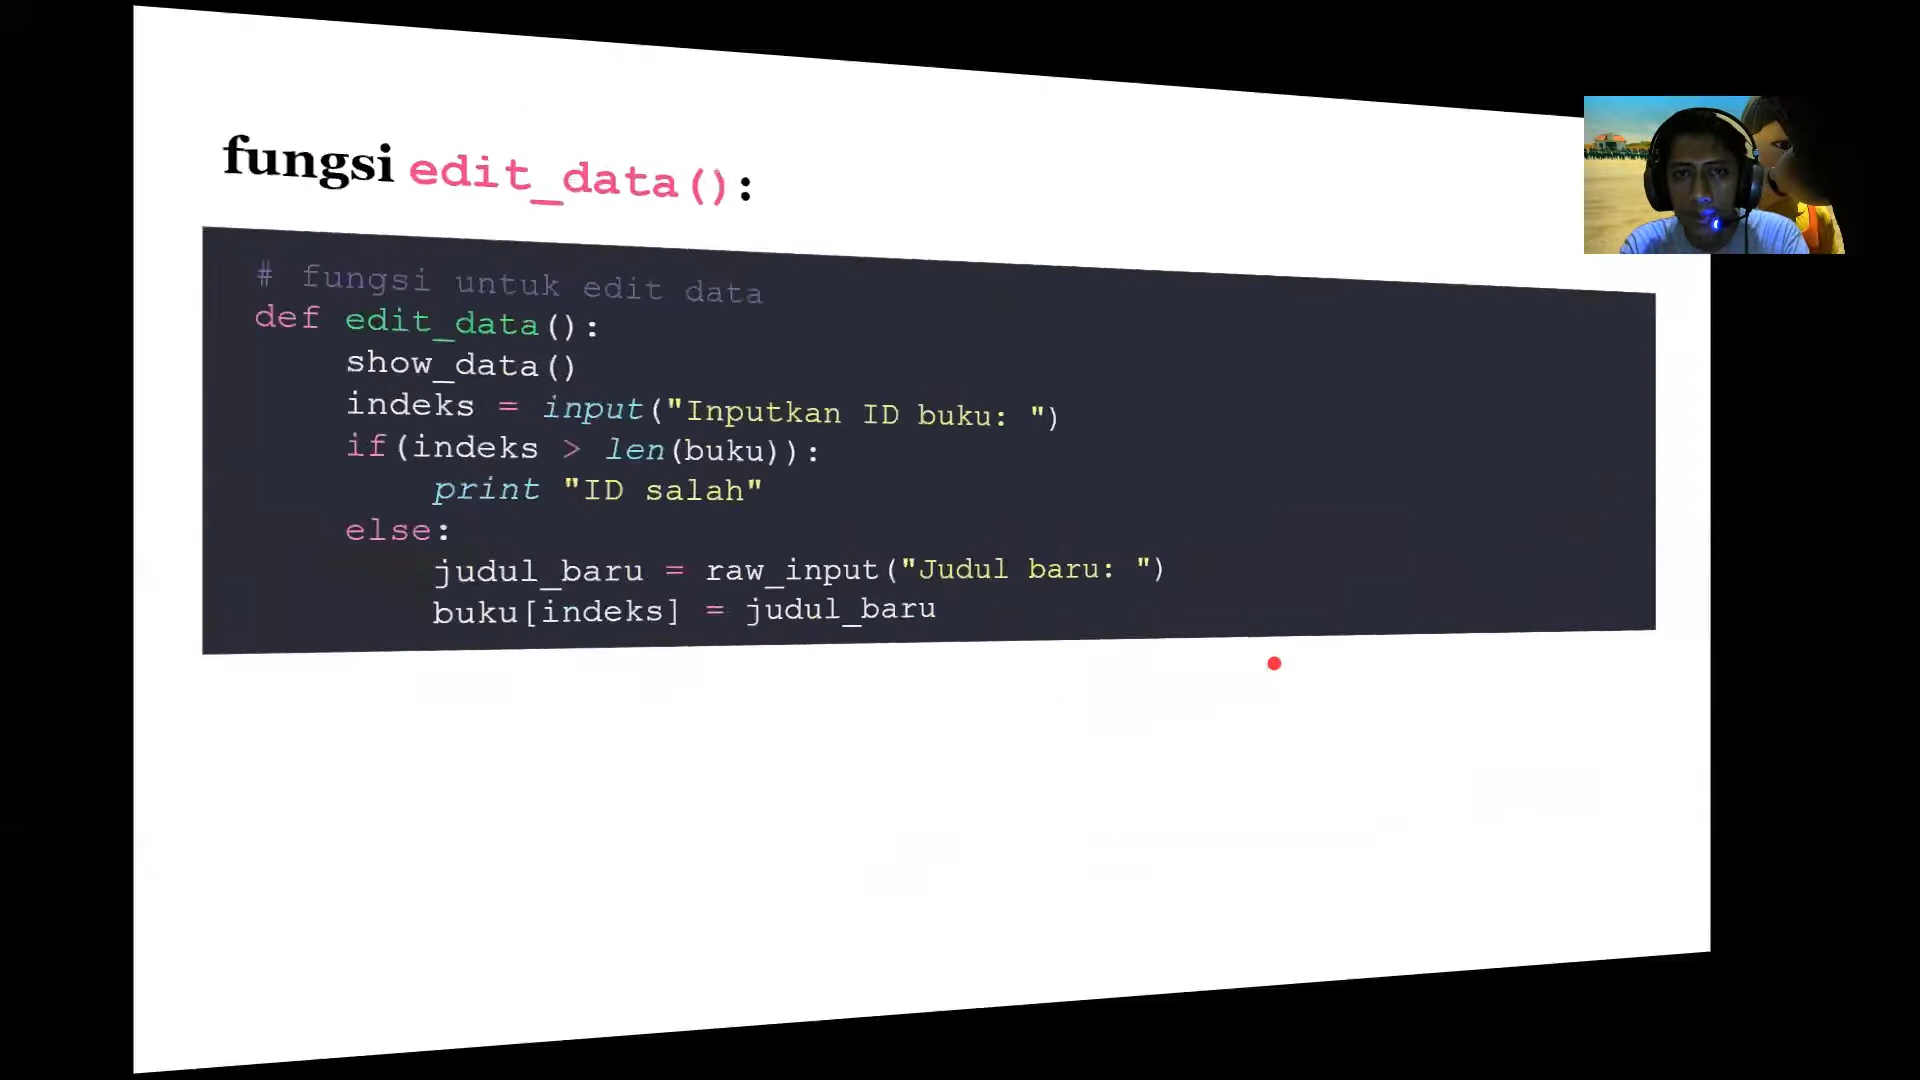 fungsi edit_data():
# fungsi untuk edit data
def edit_data():
show_data()
indeks = input("Inputkan ID buku: ")
if(indeks > len(buku)):
print "ID salah"
else:
judul_baru = raw_input("Judul baru: ")
buku[indeks] = judul_baru